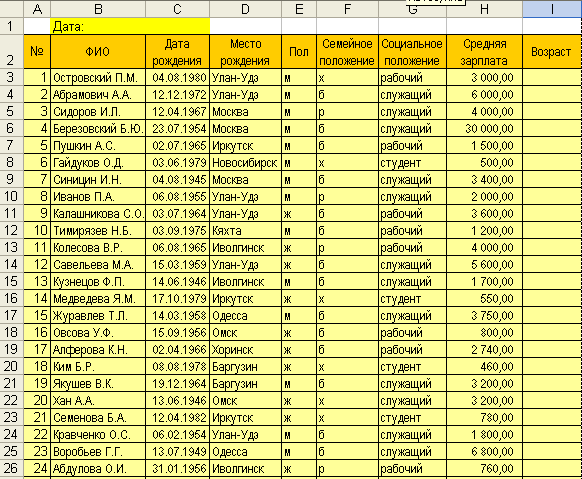 A B C D E F G H I
1 Дата:
2 № ФИО Дата рождения Место рождения Пол Семейное положение Социальное положение Средняя зарплата Возраст
3 1 Островский П.М. 04.08.1980 Улан-Удэ м х рабочий 3 000,00
4 2 Абрамович А.А. 12.12.1972 Улан-Удэ м б служащий 6 000,00
5 3 Сидоров И.Л. 12.04.1967 Москва м р служащий 4 000,00
6 4 Березовский Б.Ю. 23.07.1954 Москва м б служащий 30 000,00
7 5 Пушкин А.С. 02.07.1965 Иркутск м б рабочий 1 500,00
8 6 Гайдуков О.Д. 03.06.1979 Новосибирск м х студент 500,00
9 7 Синицин И.Н. 04.08.1945 Москва м б служащий 3 400,00
10 8 Иванов П.А. 06.08.1955 Улан-Удэ м р служащий 2 000,00
11 9 Калашникова С.О. 03.07.1964 Улан-Удэ ж б рабочий 3 600,00
12 10 Тимирязев Н.Б. 03.09.1975 Кяхта м б рабочий 1 200,00
13 11 Колесова В.Р. 06.08.1965 Иволгинск ж р рабочий 4 000,00
14 12 Савельева М.А. 15.03.1959 Улан-Удэ ж б служащий 5 600,00
15 13 Кузнецов Ф.П. 14.06.1946 Иволгинск м б служащий 1 700,00
16 14 Медведева Я.М. 17.10.1979 Иркутск ж х студент 550,00
17 15 Журавлев Т.Л. 14.03.1958 Одесса м б служащий 3 750,00
18 16 Овсова У.Ф. 15.09.1956 Омск ж б рабочий 800,00
19 17 Алферова К.Н. 02.04.1966 Хоринск ж б рабочий 2 740,00
20 18 Ким Б.Р. 08.08.1978 Баргузин ж х студент 460,00
21 19 Якушев В.К. 19.12.1964 Баргузин м б служащий 3 200,00
22 20 Хан А.А. 13.06.1946 Омск ж х служащий 3 200,00
23 21 Семенова Б.А. 12.04.1982 Иркутск ж х студент 780,00
24 22 Кравченко О.С. 06.02.1954 Улан-Удэ м б служащий 1 800,00
25 23 Воробьев Г.Г. 13.07.1949 Одесса м б служащий 6 800,00
26 24 Абдулова О.И. 31.01.1956 Иволгинск ж р рабочий 760,00